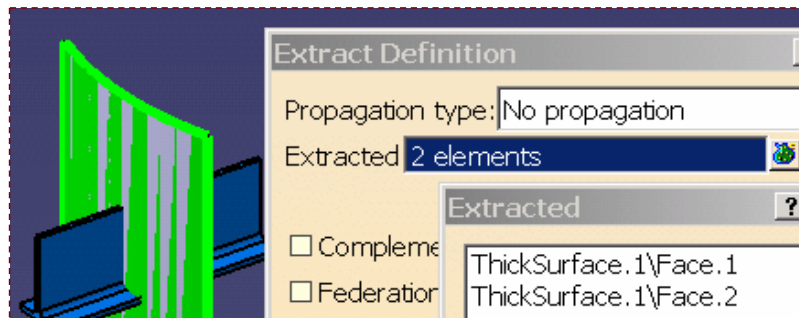 Extract Definition
Propagation type: No propagation
Extracted 2 elements
Extracted ?
Compleme
ThickSurface.1\Face.1
Federation
ThickSurface.1\Face.2